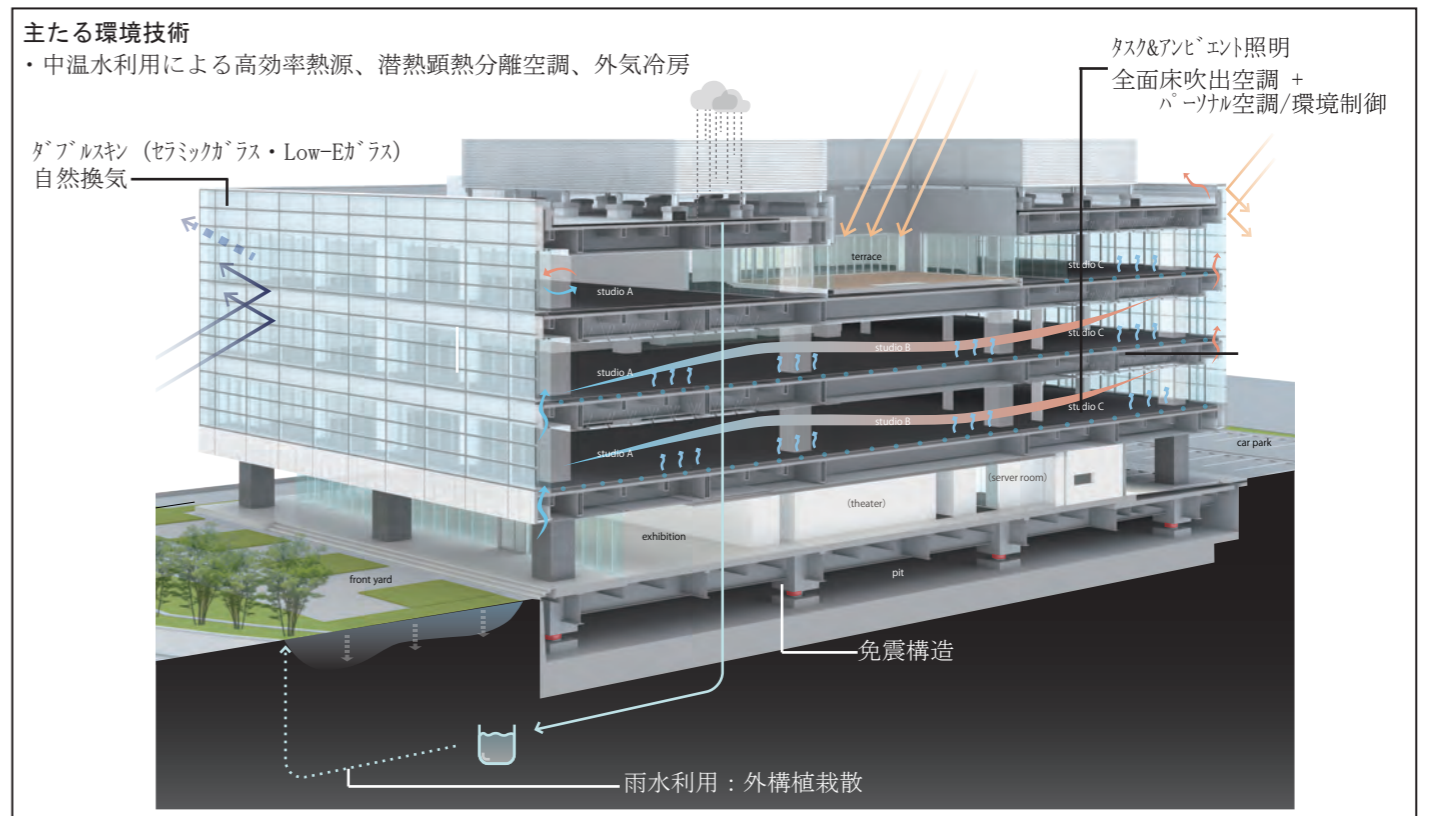 主たる環境技術
・中温水利用による高効率熱源、潜熱顕熱分離空調、外気冷房
ﾀｽｸ&ｱﾝﾋﾞｴﾝﾄ照明
全面床吹出空調 +
ﾊﾟｰｿﾅﾙ空調/環境制御
ﾀﾞﾌﾞﾙｽｷﾝ (ｾﾗﾐｯｸｶﾞﾗｽ・Low-Eｶﾞﾗｽ)
自然換気
terrace
studio C
studio A
studio C
studio B
studio A
studio C
studio B
studio A
car park
(server room)
(theater)
exhibition
pit
front yard
免震構造
雨水利用：外構植栽散